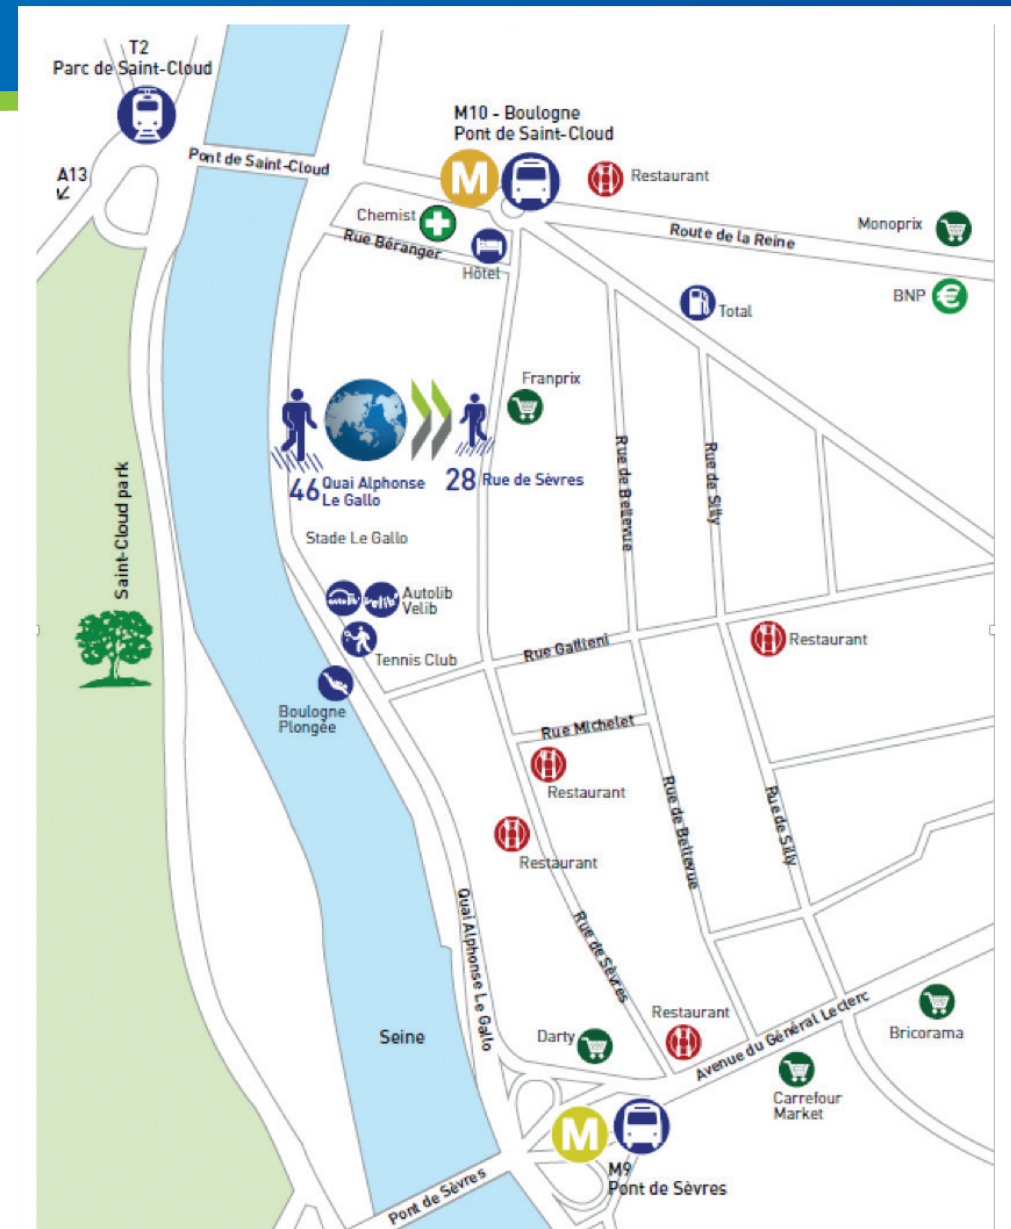 T2
Parc de Saint-Cloud
A13
Pont de Saint-Cloud
M10 - Boulogne
Pont de Saint-Cloud
M
Restaurant
Chemist
Rue Béranger
Hôtel
Route de la Reine
Monoprix
BNP
€
Total
Franprix
46 Quai Alphonse
Le Gallo
28 Rue de Sèvres
Rue de Bellevue
Rue de Silly
Saint-Cloud park
Stade Le Gallo
autolib'
velib'
Autolib
Velib
Tennis Club
Rue Gallieni
Restaurant
Boulogne
Plongée
Rue Michelet
Restaurant
Restaurant
Rue de Bellevue
Rue de Silly
Quai Alphonse Le Gallo
Rue de Sèvres
Seine
Darty
Restaurant
Avenue du Général Leclerc
Bricorama
Carrefour
Market
M
M9
Pont de Sèvres
Pont de Sèvres